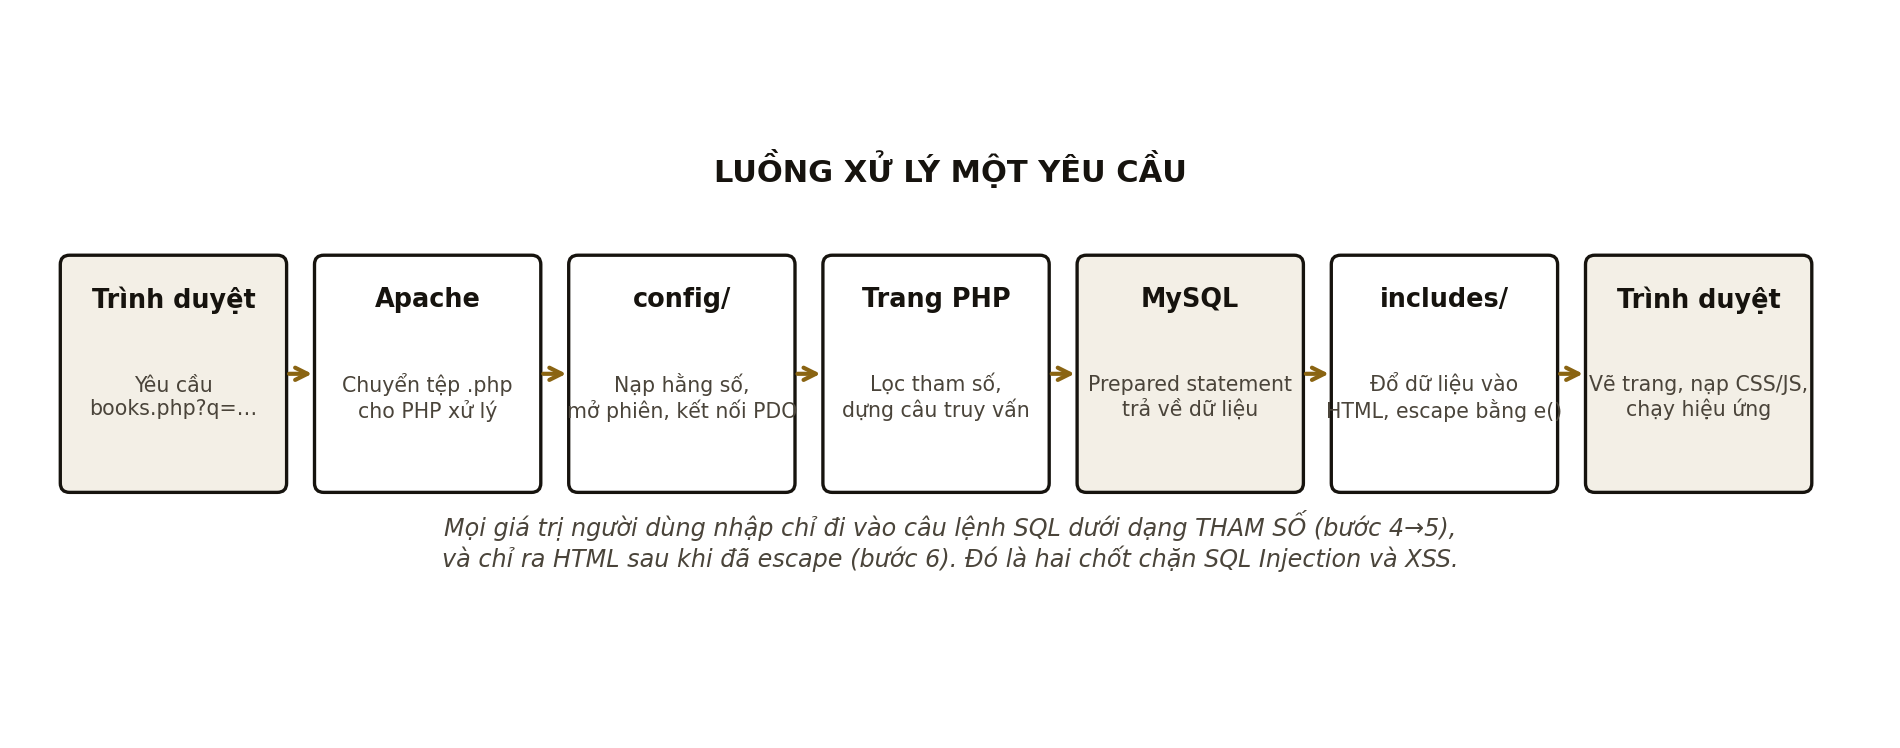 LUỒNG XỬ LÝ MỘT YÊU CẦU
Trình duyệt
Yêu cầu
books.php?q=...
Apache
Chuyển tệp .php
cho PHP xử lý
config/
Nạp hằng số,
mở phiên, kết nối PDO
Trang PHP
Lọc tham số,
dựng câu truy vấn
MySQL
Prepared statement
trả về dữ liệu
includes/
Đổ dữ liệu vào
HTML, escape bằng e()
Trình duyệt
Vẽ trang, nạp CSS/JS,
chạy hiệu ứng
Mọi giá trị người dùng nhập chỉ đi vào câu lệnh SQL dưới dạng THAM SỐ (bước 4→5),
và chỉ ra HTML sau khi đã escape (bước 6). Đó là hai chốt chặn SQL Injection và XSS.